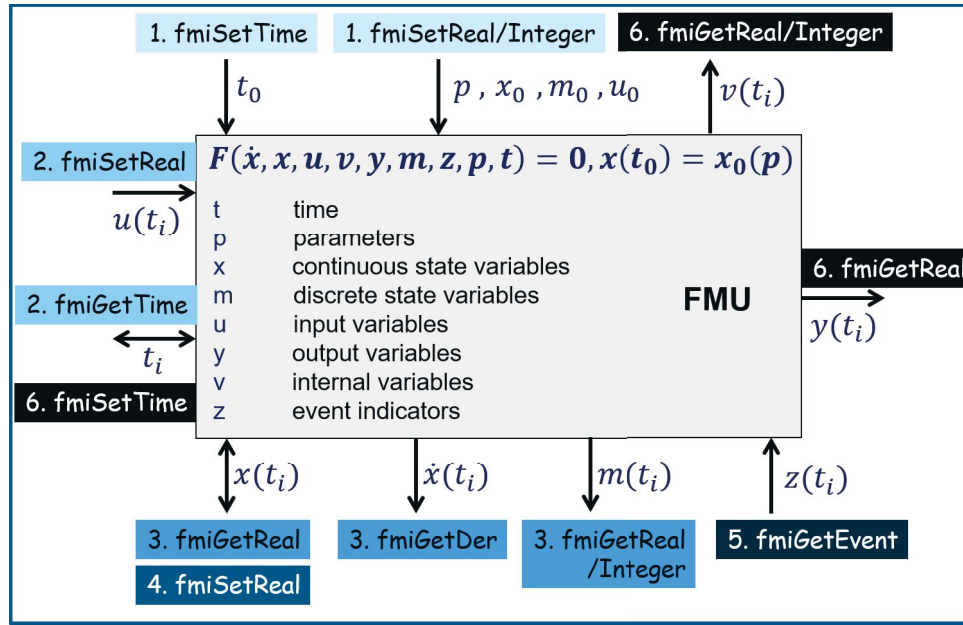 1. fmiSetTime
1. fmiSetReal/Integer
6. fmiGetReal/Integer
t₀
p , x₀ , m₀ , u₀
v(tᵢ)
2. fmiSetReal
u(tᵢ)
F(ẋ, x, u, v, y, m, z, p, t) = 0, x(t₀) = x₀(p)
t time
p parameters
x continuous state variables
m discrete state variables
u input variables
y output variables
v internal variables
z event indicators
FMU
2. fmiGetTime
tᵢ
6. fmiSetTime
6. fmiGetReal
y(tᵢ)
x(tᵢ)
ẋ(tᵢ)
m(tᵢ)
z(tᵢ)
3. fmiGetReal
4. fmiSetReal
3. fmiGetDer
3. fmiGetReal
/Integer
5. fmiGetEvent